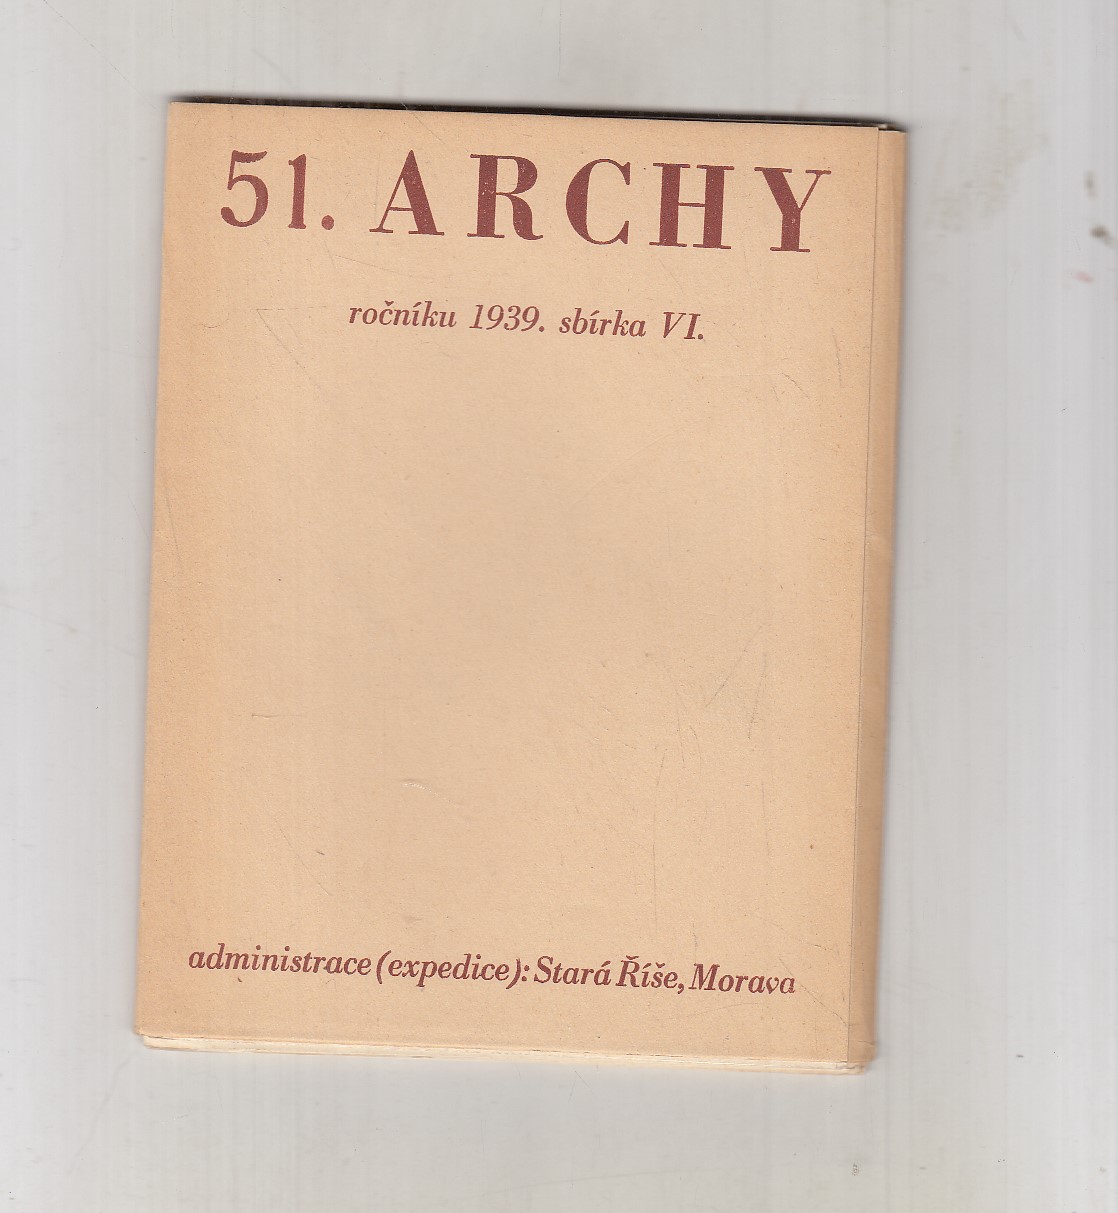 51. ARCHY
ročníku 1939. sbírka VI.
administrace (expedice): Stará Říše, Morava